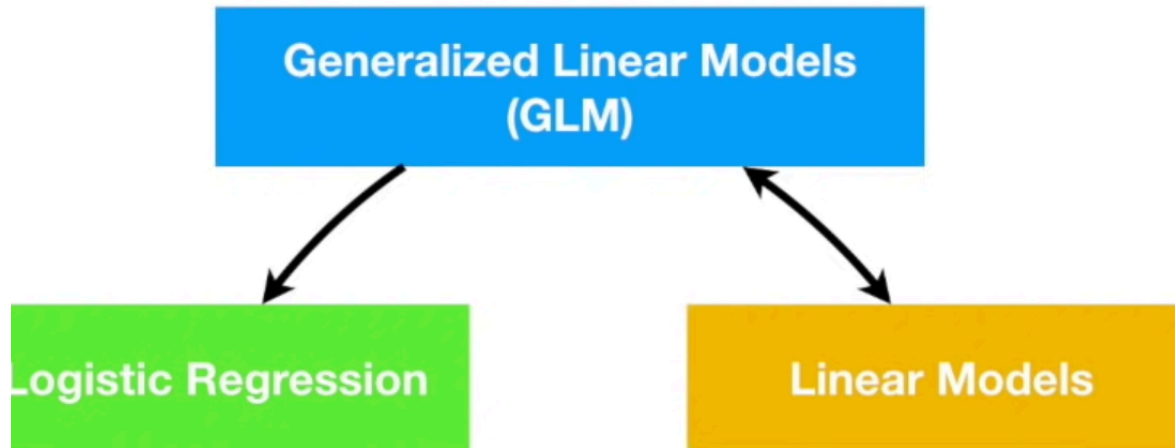 Generalized Linear Models
(GLM)
Logistic Regression
Linear Models